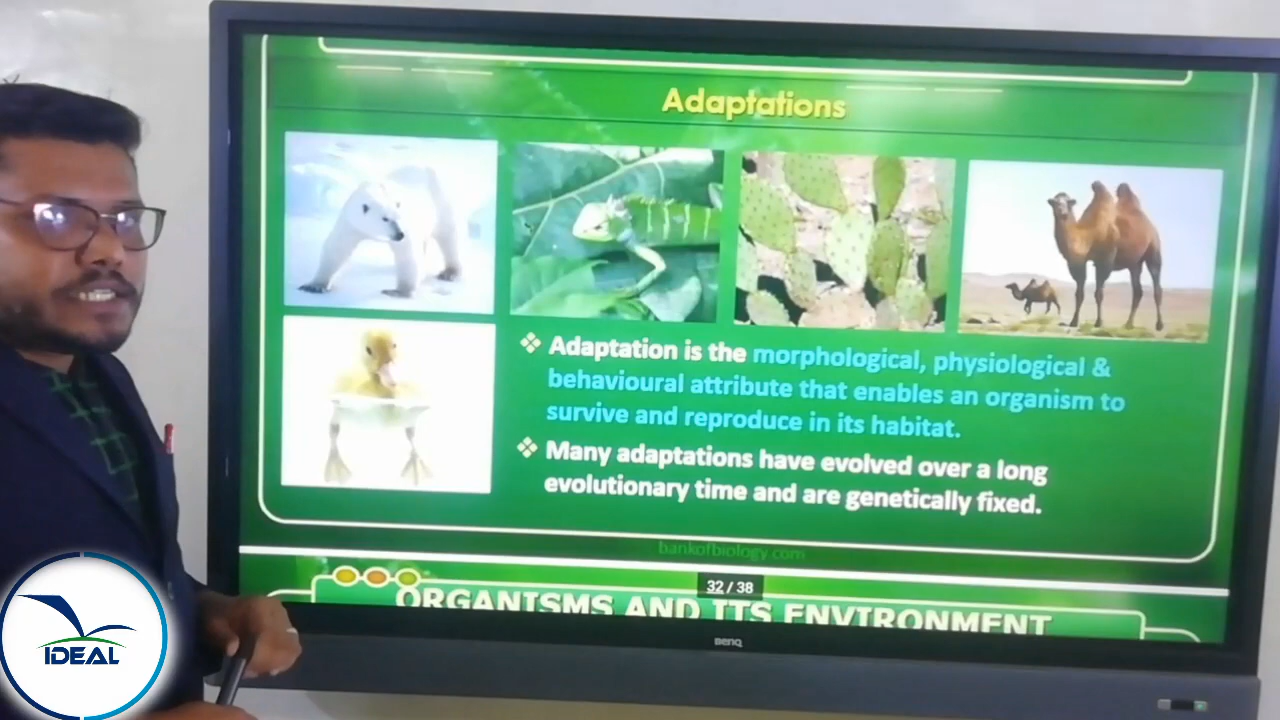 Adaptations
❖ Adaptation is the morphological, physiological &
behavioural attribute that enables an organism to
survive and reproduce in its habitat.
❖ Many adaptations have evolved over a long
evolutionary time and are genetically fixed.
bankofbiology.com
32 / 38
ORGANISMS AND ITS ENVIRONMENT
BenQ
IDEAL